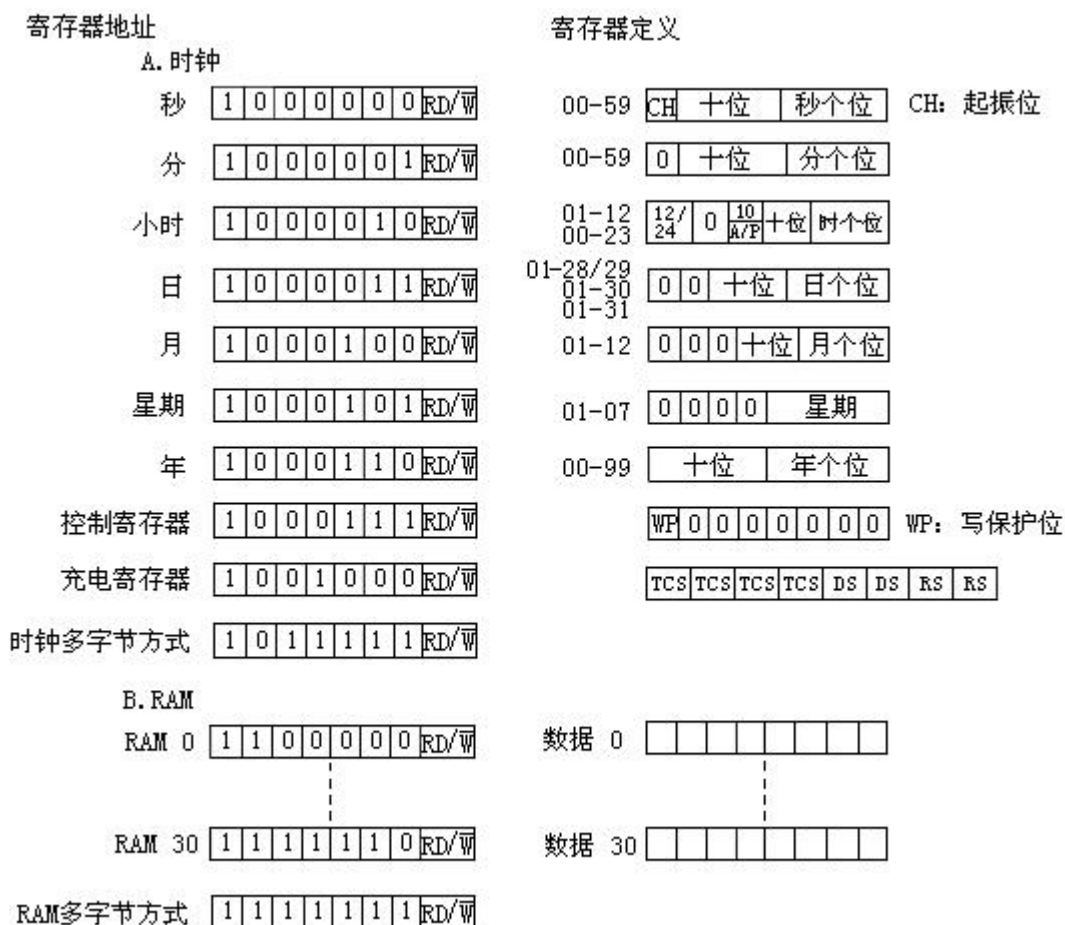 寄存器地址 寄存器定义
A.时钟
秒 1 0 0 0 0 0 0 RD/W̅ 00-59 CH 十位 秒个位 CH: 起振位
分 1 0 0 0 0 0 1 RD/W̅ 00-59 0 十位 分个位
小时 1 0 0 0 0 1 0 RD/W̅ 01-12 00-23 12/24 0 10 A/P 十位 时个位
日 1 0 0 0 0 1 1 RD/W̅ 01-28/29 01-30 01-31 0 0 十位 日个位
月 1 0 0 0 1 0 0 RD/W̅ 01-12 0 0 0 十位 月个位
星期 1 0 0 0 1 0 1 RD/W̅ 01-07 0 0 0 0 星期
年 1 0 0 0 1 1 0 RD/W̅ 00-99 十位 年个位
控制寄存器 1 0 0 0 1 1 1 RD/W̅ WP 0 0 0 0 0 0 0 WP: 写保护位
充电寄存器 1 0 0 1 0 0 0 RD/W̅ TCS TCS TCS TCS DS DS RS RS
时钟多字节方式 1 0 1 1 1 1 1 RD/W̅
B.RAM
RAM 0 1 1 0 0 0 0 0 RD/W̅ 数据 0
RAM 30 1 1 1 1 1 1 0 RD/W̅ 数据 30
RAM多字节方式 1 1 1 1 1 1 1 RD/W̅